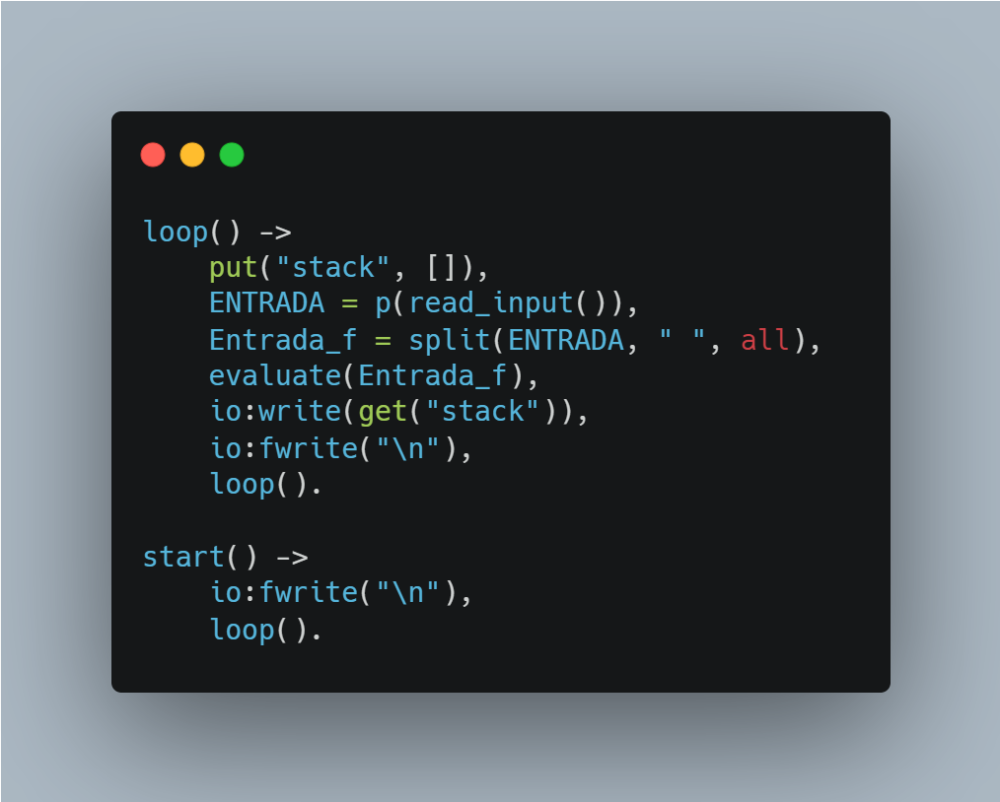 loop() ->
    put("stack", []),
    ENTRADA = p(read_input()),
    Entrada_f = split(ENTRADA, " ", all),
    evaluate(Entrada_f),
    io:write(get("stack")),
    io:fwrite("\n"),
    loop().

start() ->
    io:fwrite("\n"),
    loop().